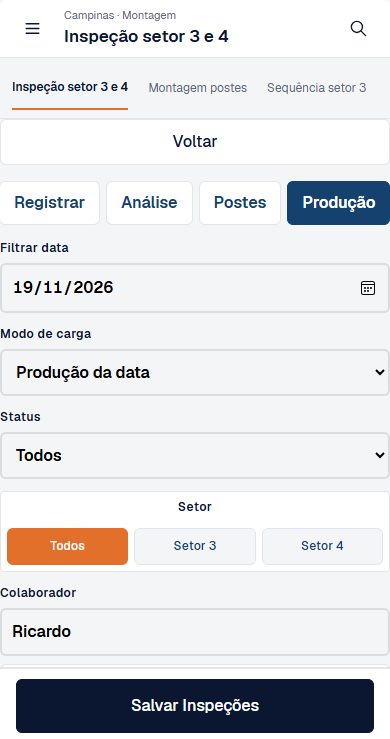 Campinas · Montagem
Inspeção setor 3 e 4
Inspeção setor 3 e 4 Montagem postes Sequência setor 3
Voltar
Registrar Análise Postes Produção
Filtrar data
19/11/2026
Modo de carga
Produção da data
Status
Todos
Setor
Todos Setor 3 Setor 4
Colaborador
Ricardo
Salvar Inspeções